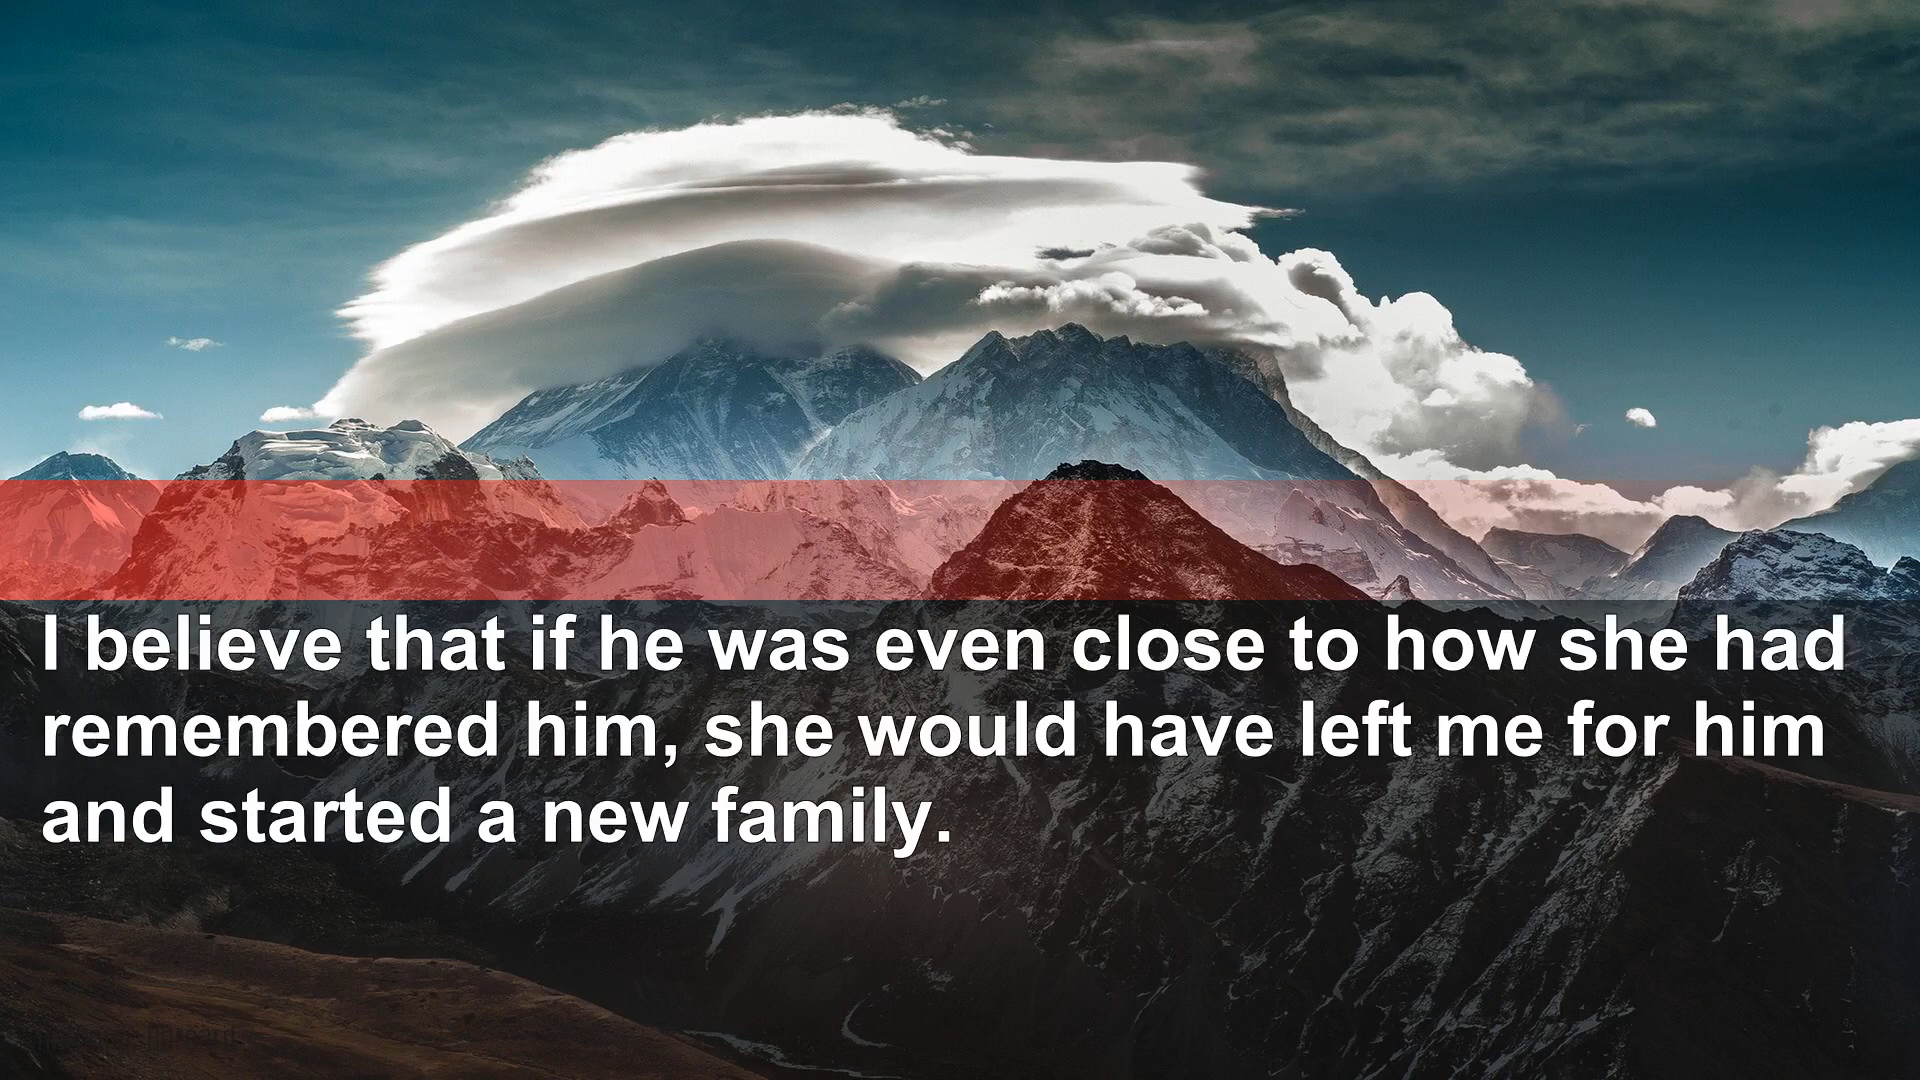 I believe that if he was even close to how she had
remembered him, she would have left me for him
and started a new family.